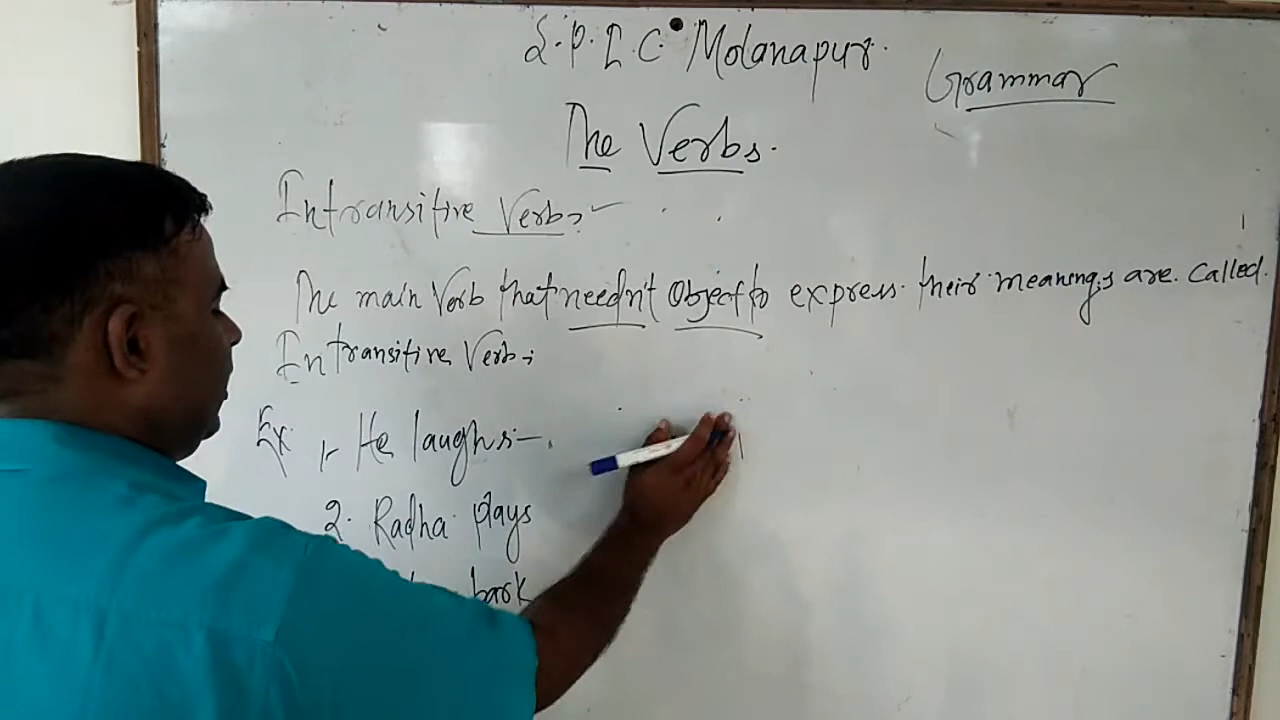 S.P.I.C. Molanapur.
Grammar
The Verbs.
Intransitive Verbs
The main Verb that needn't Object to express their meanings are called.
Intransitive Verb
Ex. 1- He laughs
2. Radha plays
bark